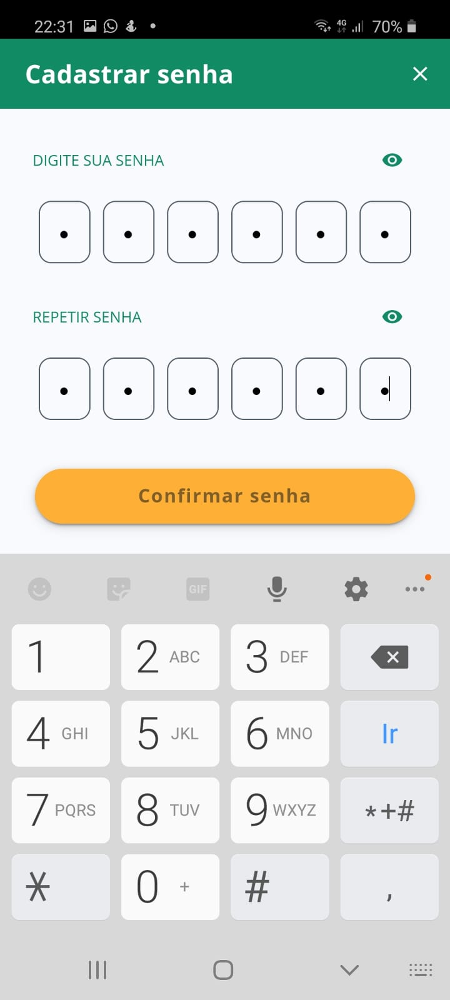 22:31 4G 70%
Cadastrar senha
DIGITE SUA SENHA
REPETIR SENHA
Confirmar senha
GIF
1 2 ABC 3 DEF
4 GHI 5 JKL 6 MNO Ir
7 PQRS 8 TUV 9 WXYZ *+#
* 0 + # ,